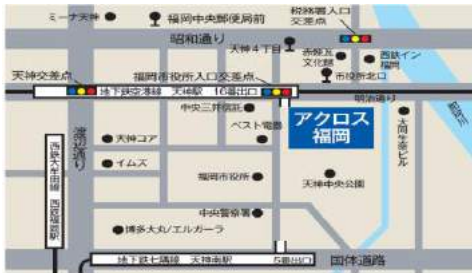 ミーナ天神
福岡中央郵便局前
税務署入口
交差点
昭和通り
天神4丁目
赤煉瓦
文化館
西鉄イン
福岡
天神交差点
福岡市役所入口交差点
市役所北口
地下鉄空港線 天神駅 16番出口
明治通り
中央三井信託
ベスト電器
アクロス
福岡
渡辺通り
天神コア
イムズ
福岡市役所
天神中央公園
大同生命ビル
西鉄大牟田線 西鉄福岡駅
中央警察署
博多大丸/エルガーラ
地下鉄七隈線 天神南駅
5番出口
国体道路